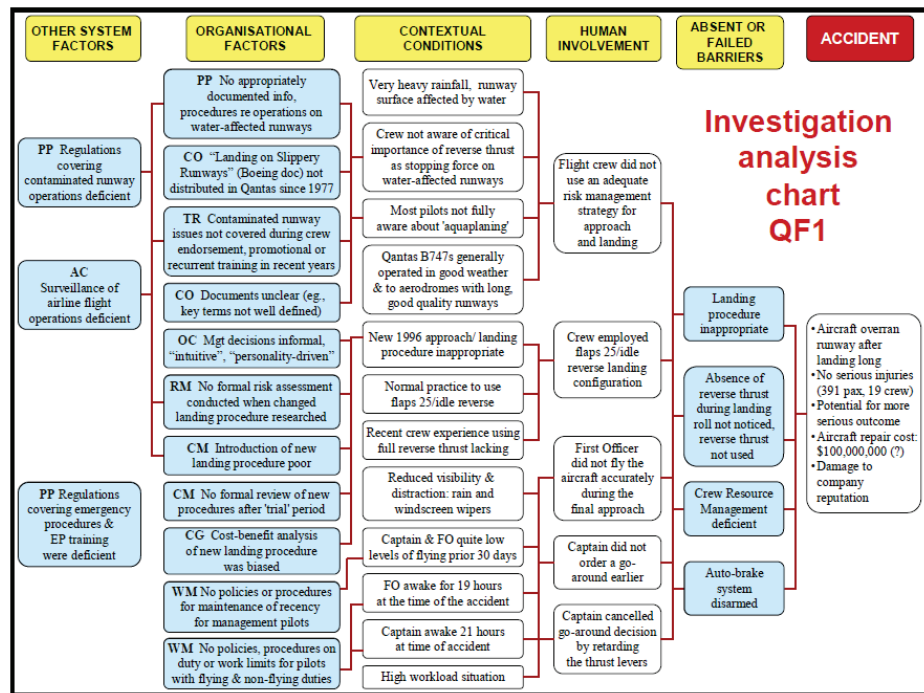 OTHER SYSTEM
FACTORS
ORGANISATIONAL
FACTORS
CONTEXTUAL
CONDITIONS
HUMAN
INVOLVEMENT
ABSENT OR
FAILED
BARRIERS
ACCIDENT
PP Regulations
covering
contaminated runway
operations deficient
AC
Surveillance of
airline flight
operations deficient
PP Regulations
covering emergency
procedures &
EP training
were deficient
PP No appropriately
documented info,
procedures re operations on
water-affected runways
CO “Landing on Slippery
Runways” (Boeing doc) not
distributed in Qantas since 1977
TR Contaminated runway
issues not covered during crew
endorsement, promotional or
recurrent training in recent years
CO Documents unclear (eg.,
key terms not well defined)
OC Mgt decisions informal,
“intuitive”, “personality-driven”
RM No formal risk assessment
conducted when changed
landing procedure researched
CM Introduction of new
landing procedure poor
CM No formal review of new
procedures after 'trial' period
CG Cost-benefit analysis
of new landing procedure
was biased
WM No policies or procedures
for maintenance of recency
for management pilots
WM No policies, procedures on
duty or work limits for pilots
with flying & non-flying duties
Very heavy rainfall, runway
surface affected by water
Crew not aware of critical
importance of reverse thrust
as stopping force on
water-affected runways
Most pilots not fully
aware about 'aquaplaning'
Qantas B747s generally
operated in good weather
& to aerodromes with long,
good quality runways
New 1996 approach/ landing
procedure inappropriate
Normal practice to use
flaps 25/idle reverse
Recent crew experience using
full reverse thrust lacking
Reduced visibility &
distraction: rain and
windscreen wipers
Captain & FO quite low
levels of flying prior 30 days
FO awake for 19 hours
at the time of the accident
Captain awake 21 hours
at time of accident
High workload situation
Flight crew did not
use an adequate
risk management
strategy for
approach
and landing
Crew employed
flaps 25/idle
reverse landing
configuration
First Officer
did not fly the
aircraft accurately
during the
final approach
Captain did not
order a go-
around earlier
Captain cancelled
go-around decision
by retarding
the thrust levers
Landing
procedure
inappropriate
Absence of
reverse thrust
during landing
roll not noticed,
reverse thrust
not used
Crew Resource
Management
deficient
Auto-brake
system
disarmed
Investigation
analysis
chart
QF1
• Aircraft overran
runway after
landing long
• No serious injuries
(391 pax, 19 crew)
• Potential for more
serious outcome
• Aircraft repair cost:
$100,000,000 (?)
• Damage to
company
reputation